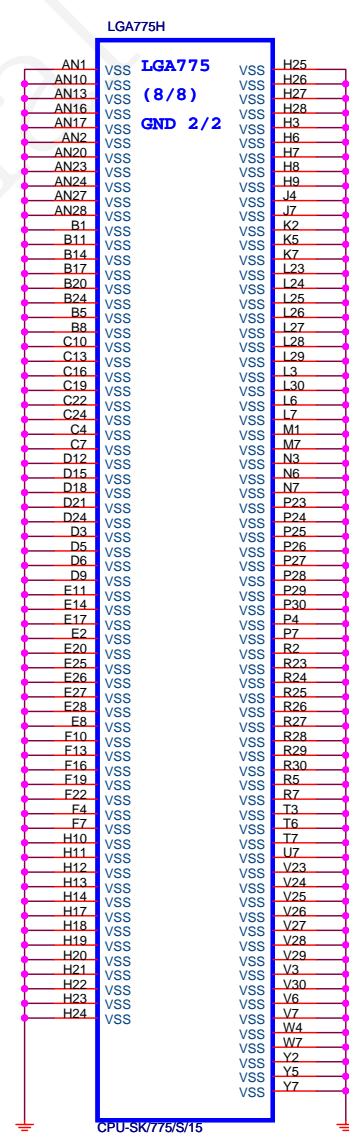 LGA775H
LGA775
(8/8)
GND 2/2
AN1 VSS VSS H25
AN10 VSS VSS H26
AN13 VSS VSS H27
AN16 VSS VSS H28
AN17 VSS VSS H3
AN2 VSS VSS H6
AN20 VSS VSS H7
AN23 VSS VSS H8
AN24 VSS VSS H9
AN27 VSS VSS J4
AN28 VSS VSS J7
B1 VSS VSS K2
B11 VSS VSS K5
B14 VSS VSS K7
B17 VSS VSS L23
B20 VSS VSS L24
B24 VSS VSS L25
B5 VSS VSS L26
B8 VSS VSS L27
C10 VSS VSS L28
C13 VSS VSS L29
C16 VSS VSS L3
C19 VSS VSS L30
C22 VSS VSS L6
C24 VSS VSS L7
C4 VSS VSS M1
C7 VSS VSS M7
D12 VSS VSS N3
D15 VSS VSS N6
D18 VSS VSS N7
D21 VSS VSS P23
D24 VSS VSS P24
D3 VSS VSS P25
D5 VSS VSS P26
D6 VSS VSS P27
D9 VSS VSS P28
E11 VSS VSS P29
E14 VSS VSS P30
E17 VSS VSS P4
E2 VSS VSS P7
E20 VSS VSS R2
E25 VSS VSS R23
E26 VSS VSS R24
E27 VSS VSS R25
E28 VSS VSS R26
E8 VSS VSS R27
F10 VSS VSS R28
F13 VSS VSS R29
F16 VSS VSS R30
F19 VSS VSS R5
F22 VSS VSS R7
F4 VSS VSS T3
F7 VSS VSS T6
H10 VSS VSS T7
H11 VSS VSS U7
H12 VSS VSS V23
H13 VSS VSS V24
H14 VSS VSS V25
H17 VSS VSS V26
H18 VSS VSS V27
H19 VSS VSS V28
H20 VSS VSS V29
H21 VSS VSS V3
H22 VSS VSS V30
H23 VSS VSS V6
H24 VSS VSS V7
VSS W4
VSS W7
VSS Y2
VSS Y5
VSS Y7
CPU-SK/775/S/15